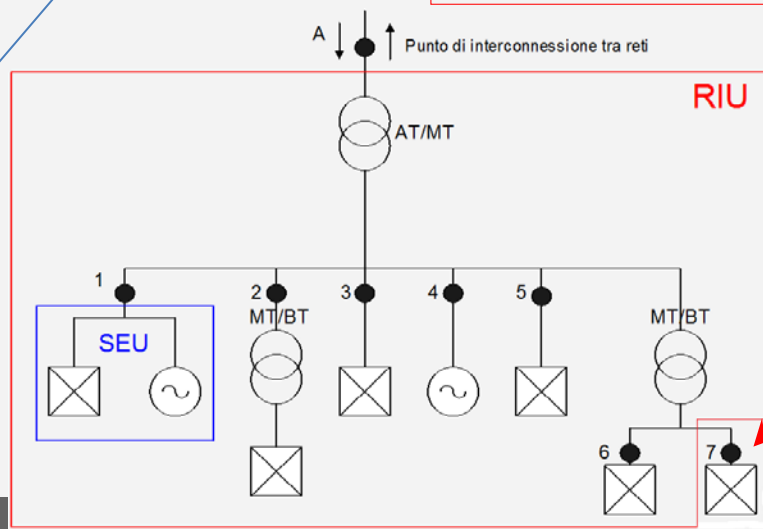 A
Punto di interconnessione tra reti
RIU
AT/MT
1
2
3
4
5
MT/BT
MT/BT
SEU
6
7